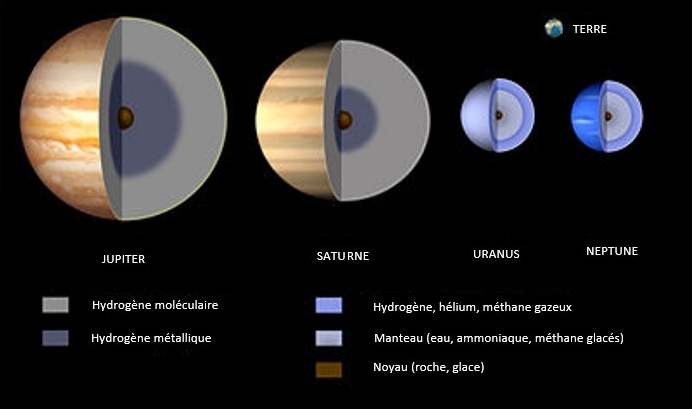 TERRE
JUPITER
SATURNE
URANUS
NEPTUNE
Hydrogène moléculaire
Hydrogène métallique
Hydrogène, hélium, méthane gazeux
Manteau (eau, ammoniaque, méthane glacés)
Noyau (roche, glace)